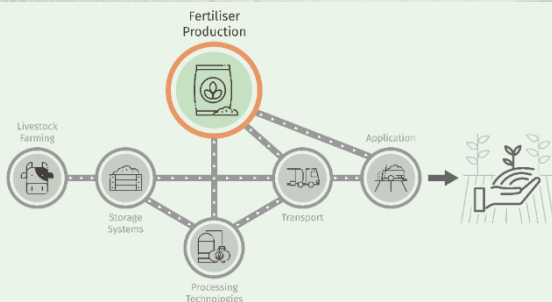 Fertiliser
Production
Livestock
Farming
Application
Storage
Systems
Transport
Processing
Technologies